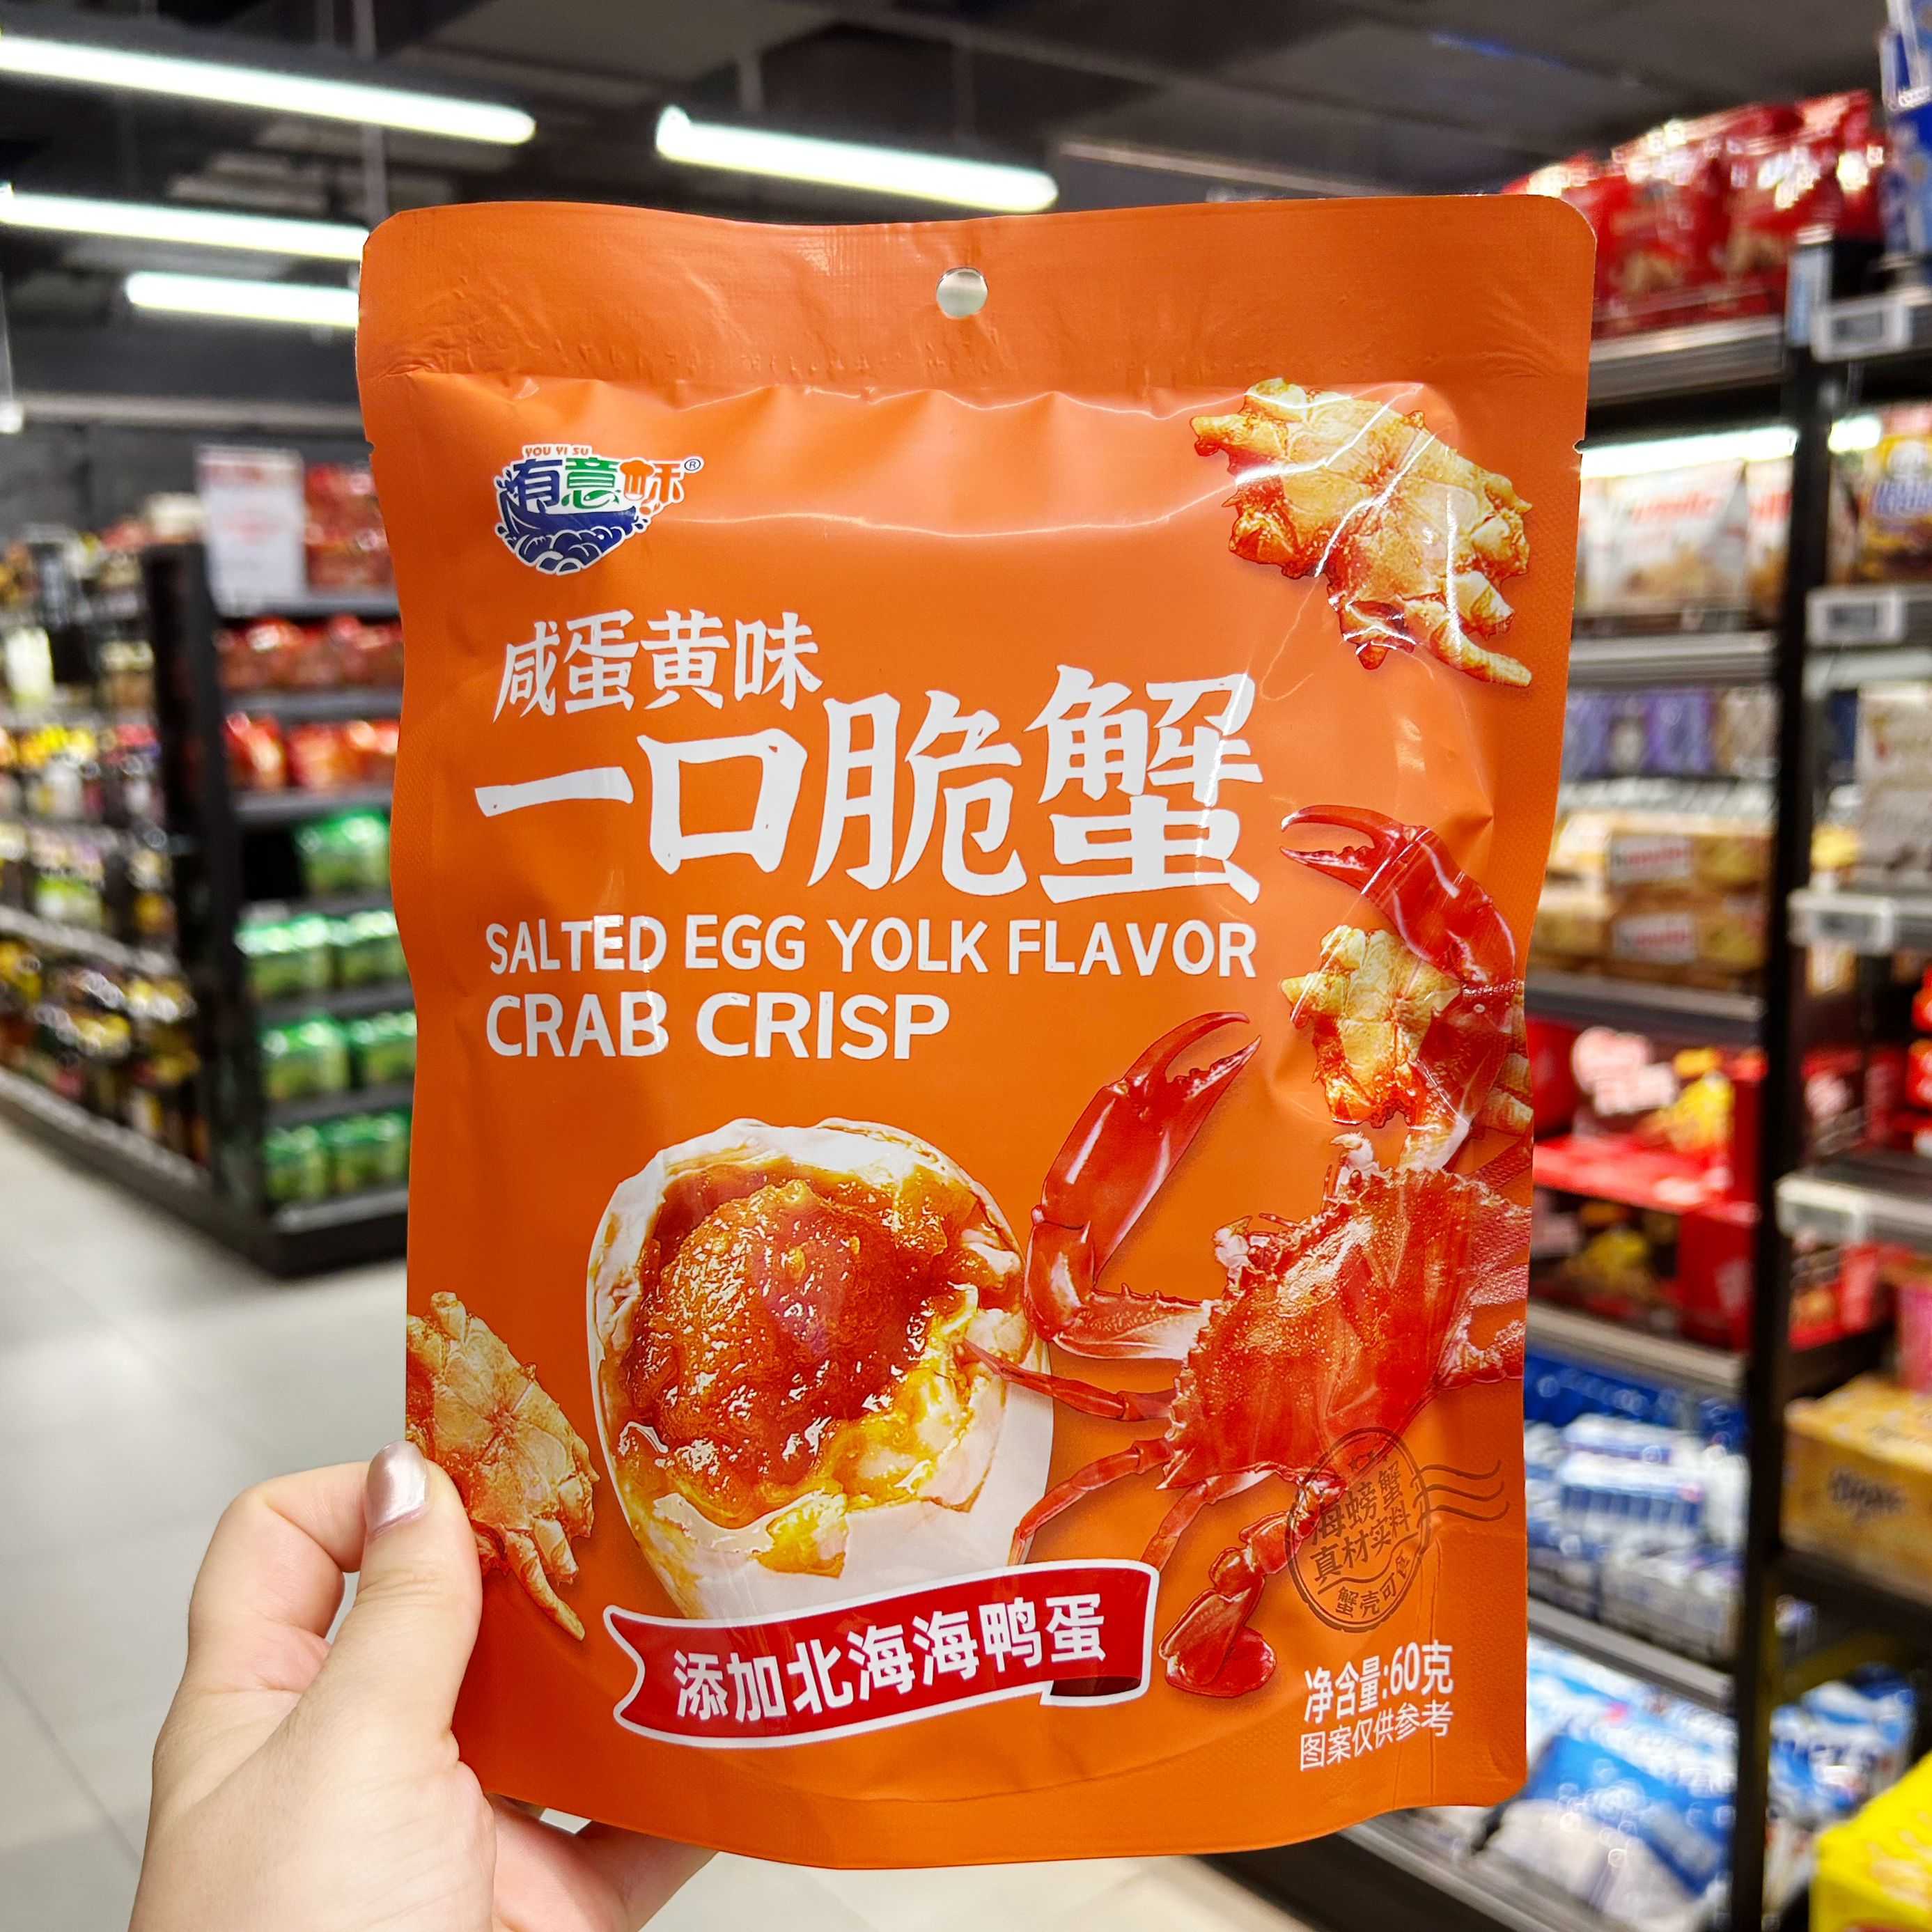 YOU YI SU
有意酥®
咸蛋黄味
一口脆蟹
SALTED EGG YOLK FLAVOR
CRAB CRISP
海螃蟹
真材实料
蟹壳可
添加北海海鸭蛋
净含量:60克
图案仅供参考